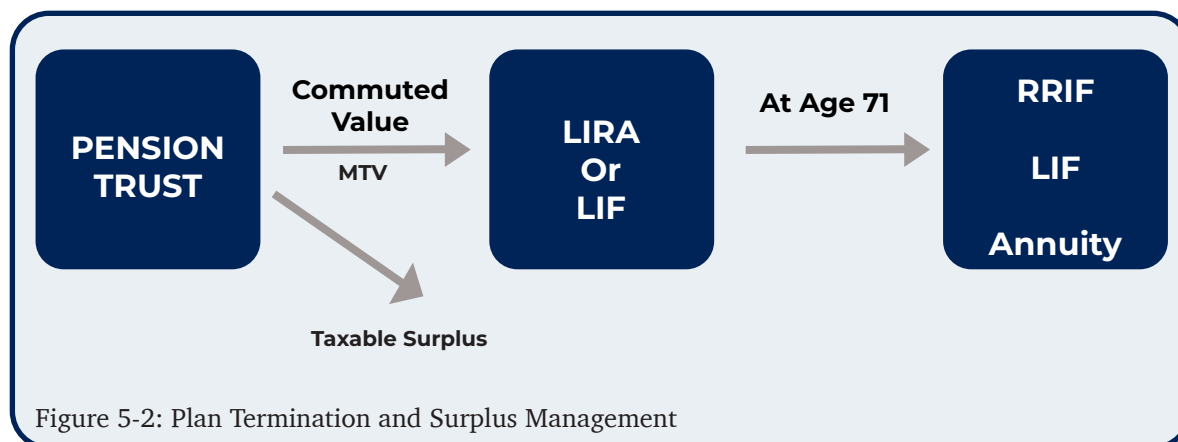 PENSION
TRUST
Commuted
Value
MTV
Taxable Surplus
LIRA
Or
LIF
At Age 71
RRIF
LIF
Annuity
Figure 5-2: Plan Termination and Surplus Management